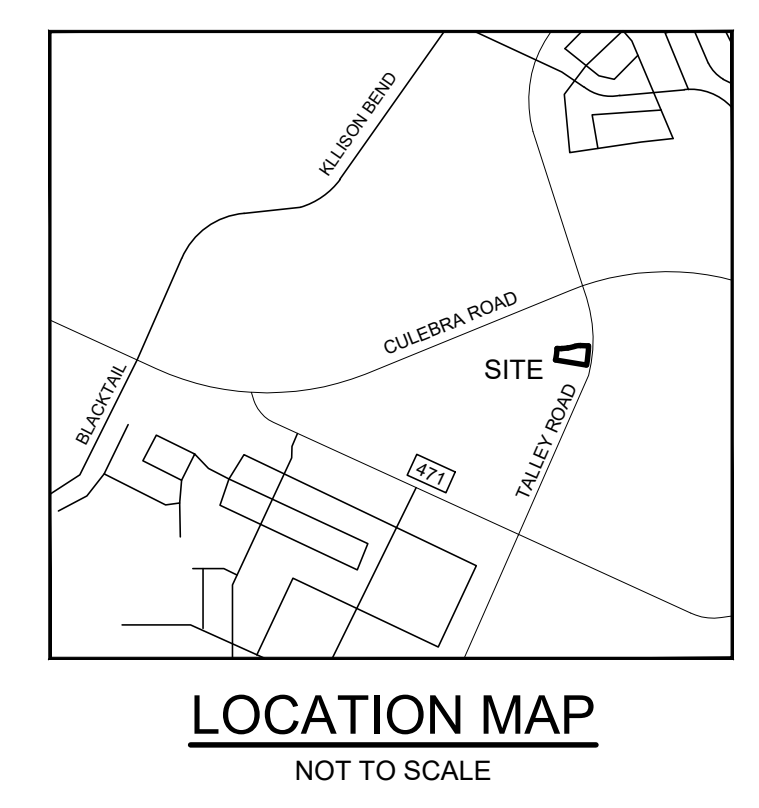 KLLISON BEND
CULEBRA ROAD
SITE
BLACKTAIL
TALLEY ROAD
471
LOCATION MAP
NOT TO SCALE